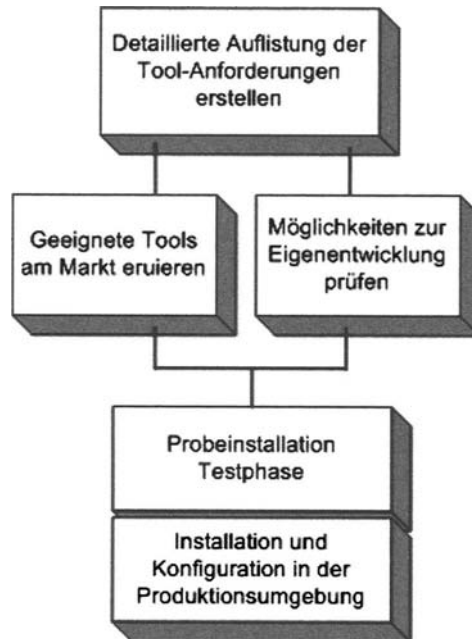 Detaillierte Auflistung der
Tool-Anforderungen
erstellen
Geeignete Tools
am Markt eruieren
Möglichkeiten zur
Eigenentwicklung
prüfen
Probeinstallation
Testphase
Installation und
Konfiguration in der
Produktionsumgebung